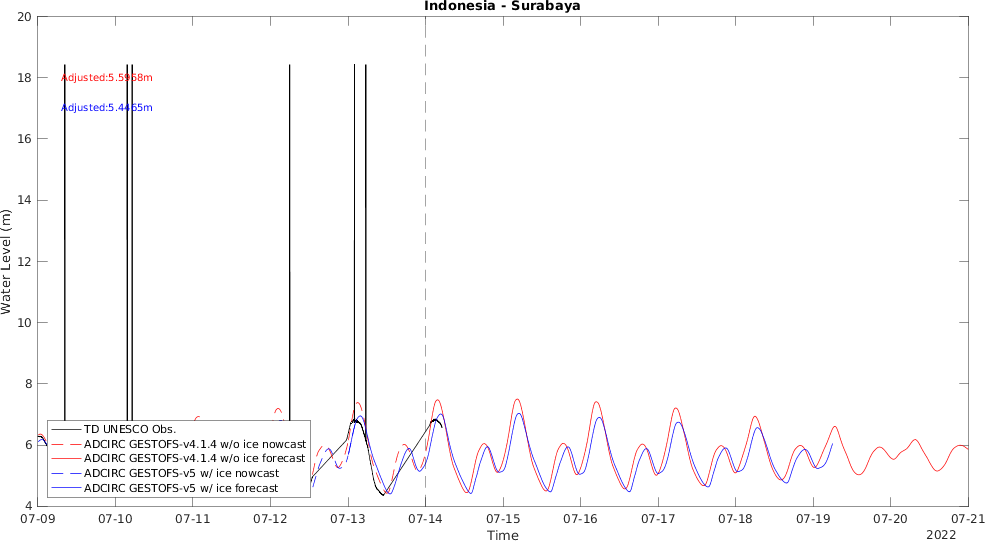 Indonesia - Surabaya
20
18
16
14
12
10
8
6
4
Water Level (m)
Adjusted:5.5968m
Adjusted:5.4465m
TD UNESCO Obs.
ADCIRC GESTOFS-v4.1.4 w/o ice nowcast
ADCIRC GESTOFS-v4.1.4 w/o ice forecast
ADCIRC GESTOFS-v5 w/ ice nowcast
ADCIRC GESTOFS-v5 w/ ice forecast
07-09 07-10 07-11 07-12 07-13 07-14 07-15 07-16 07-17 07-18 07-19 07-20 07-21
Time
2022